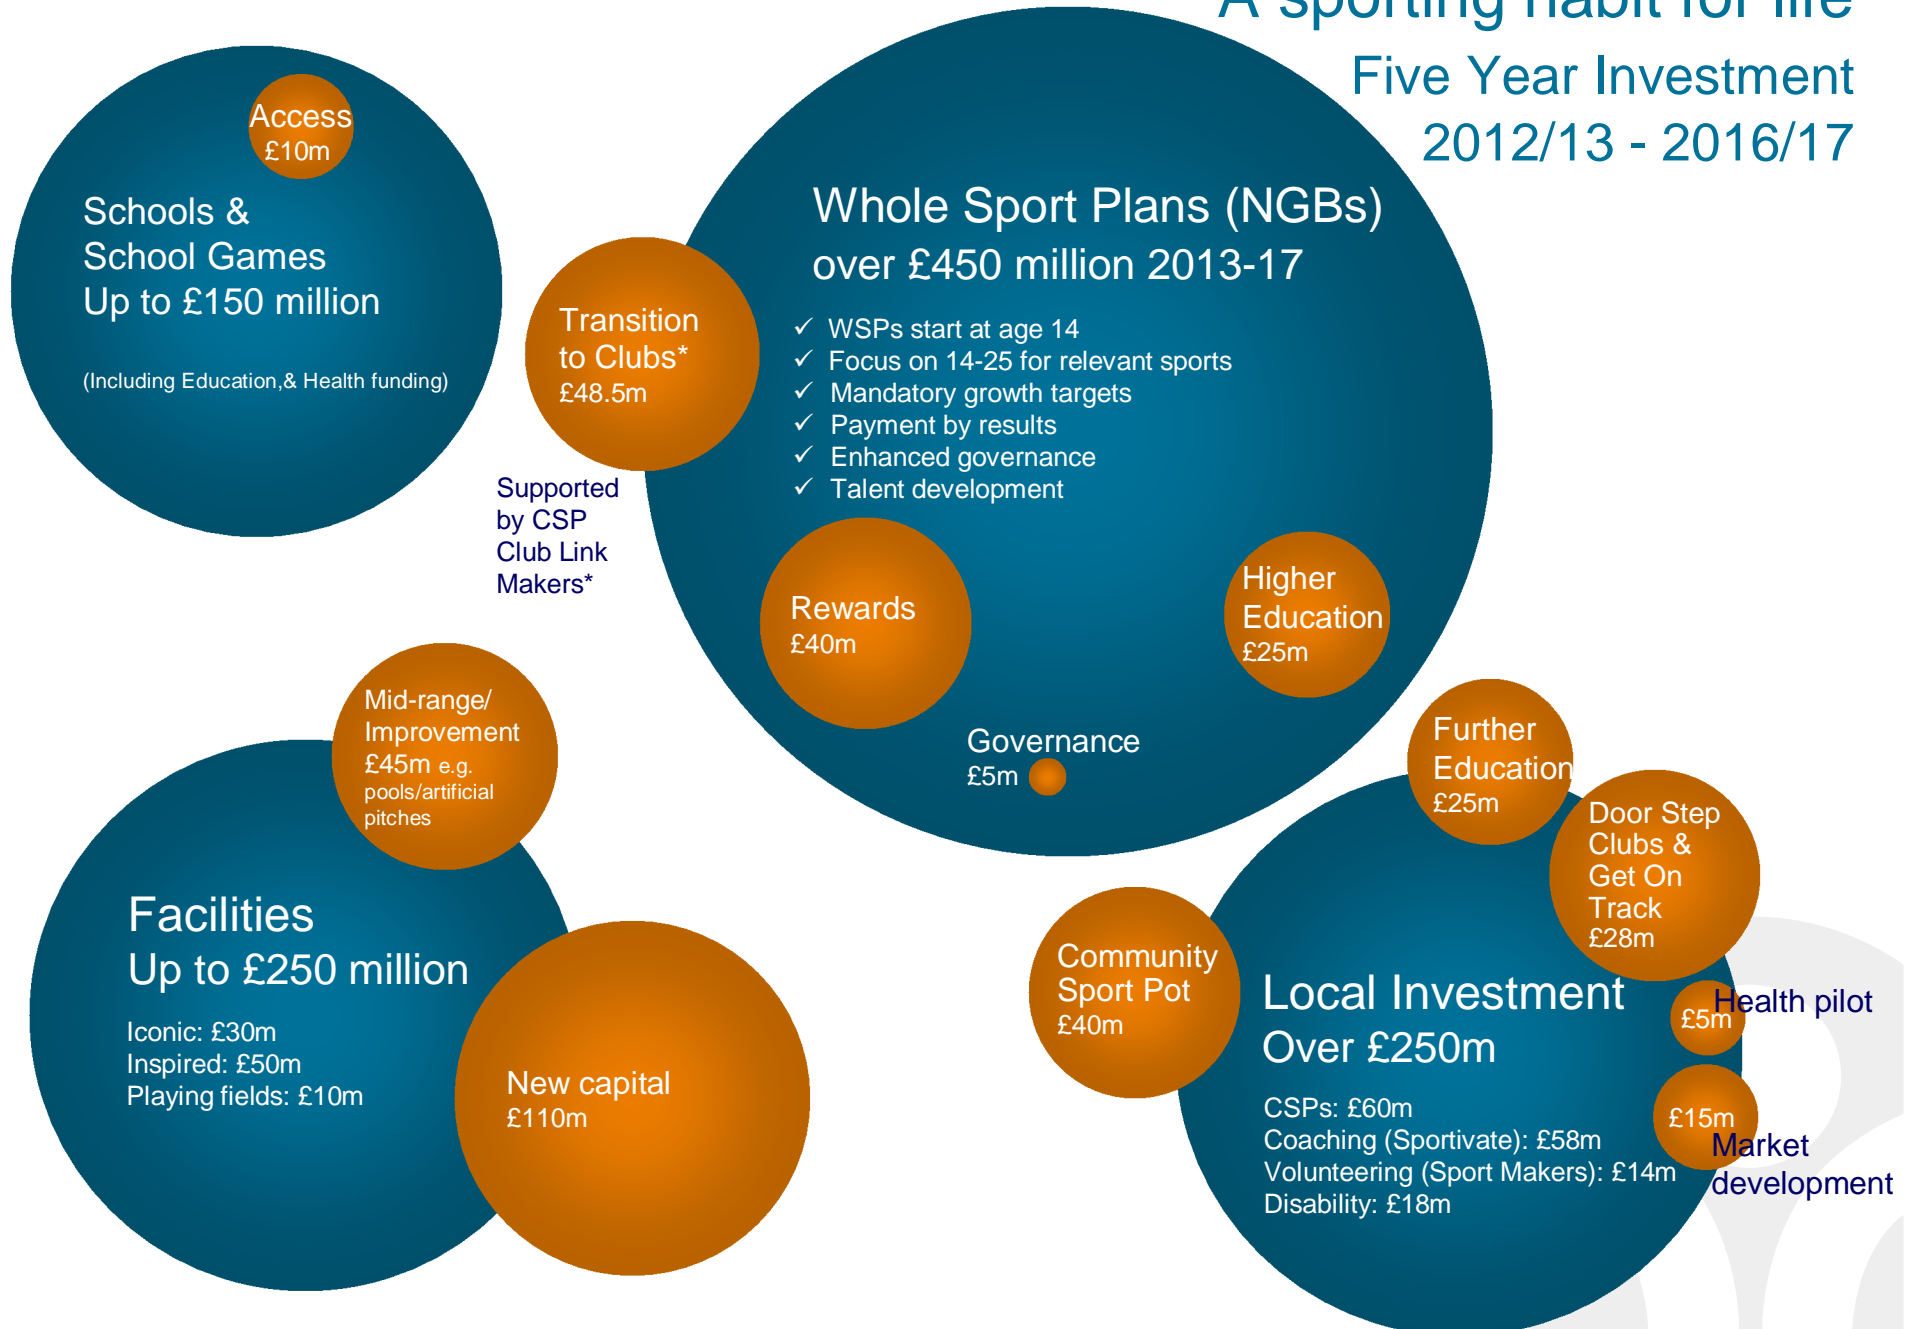 A sporting habit for life
Five Year Investment
2012/13 - 2016/17
Access
£10m
Schools &
School Games
Up to £150 million
(Including Education,& Health funding)
Whole Sport Plans (NGBs)
over £450 million 2013-17
✓ WSPs start at age 14
✓ Focus on 14-25 for relevant sports
✓ Mandatory growth targets
✓ Payment by results
✓ Enhanced governance
✓ Talent development
Transition
to Clubs*
£48.5m
Supported
by CSP
Club Link
Makers*
Rewards
£40m
Higher
Education
£25m
Governance
£5m
Mid-range/
Improvement
£45m e.g.
pools/artificial
pitches
Facilities
Up to £250 million
Iconic: £30m
Inspired: £50m
Playing fields: £10m
New capital
£110m
Further
Education
£25m
Door Step
Clubs &
Get On
Track
£28m
Community
Sport Pot
£40m
Local Investment
Over £250m
CSPs: £60m
Coaching (Sportivate): £58m
Volunteering (Sport Makers): £14m
Disability: £18m
£5m
Health pilot
£15m
Market
development